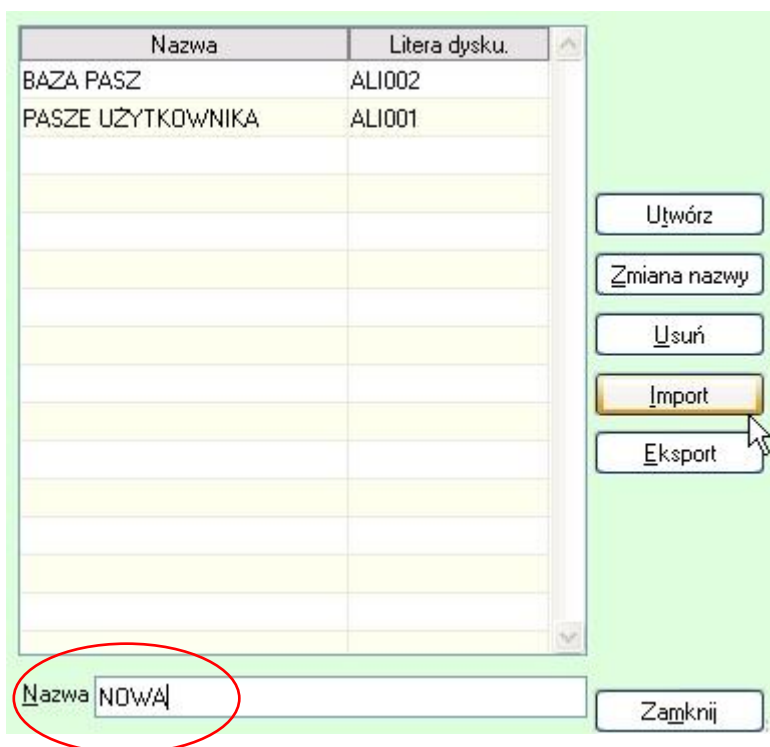 Nazwa Litera dysku.
BAZA PASZ ALI002
PASZE UŻYTKOWNIKA ALI001
Utwórz
Zmiana nazwy
Usuń
Import
Eksport
Nazwa NOWA
Zamknij